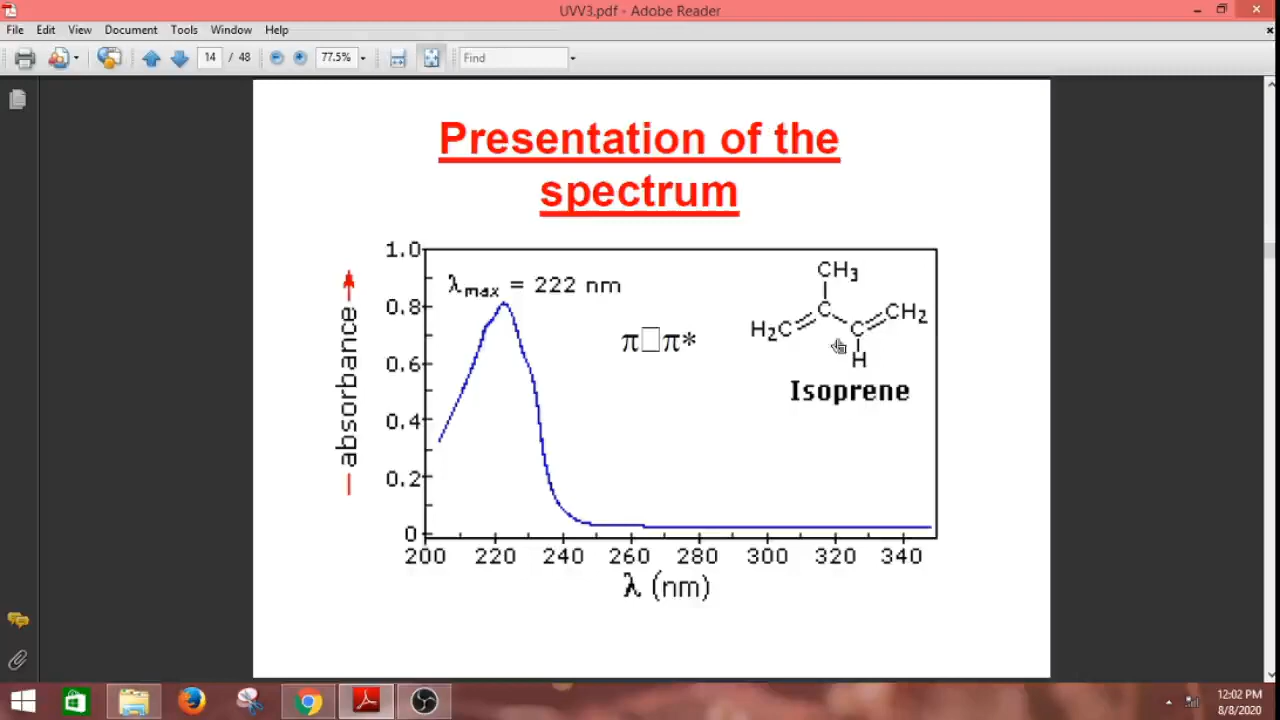 UVV3.pdf - Adobe Reader
File Edit View Document Tools Window Help
14 / 48 77.5% Find
Presentation of the
spectrum
1.0
0.8
0.6
0.4
0.2
0
absorbance
λmax = 222 nm
π□π*
CH3
H2C C C CH2
H
Isoprene
200 220 240 260 280 300 320 340
λ (nm)
12:02 PM
8/8/2020